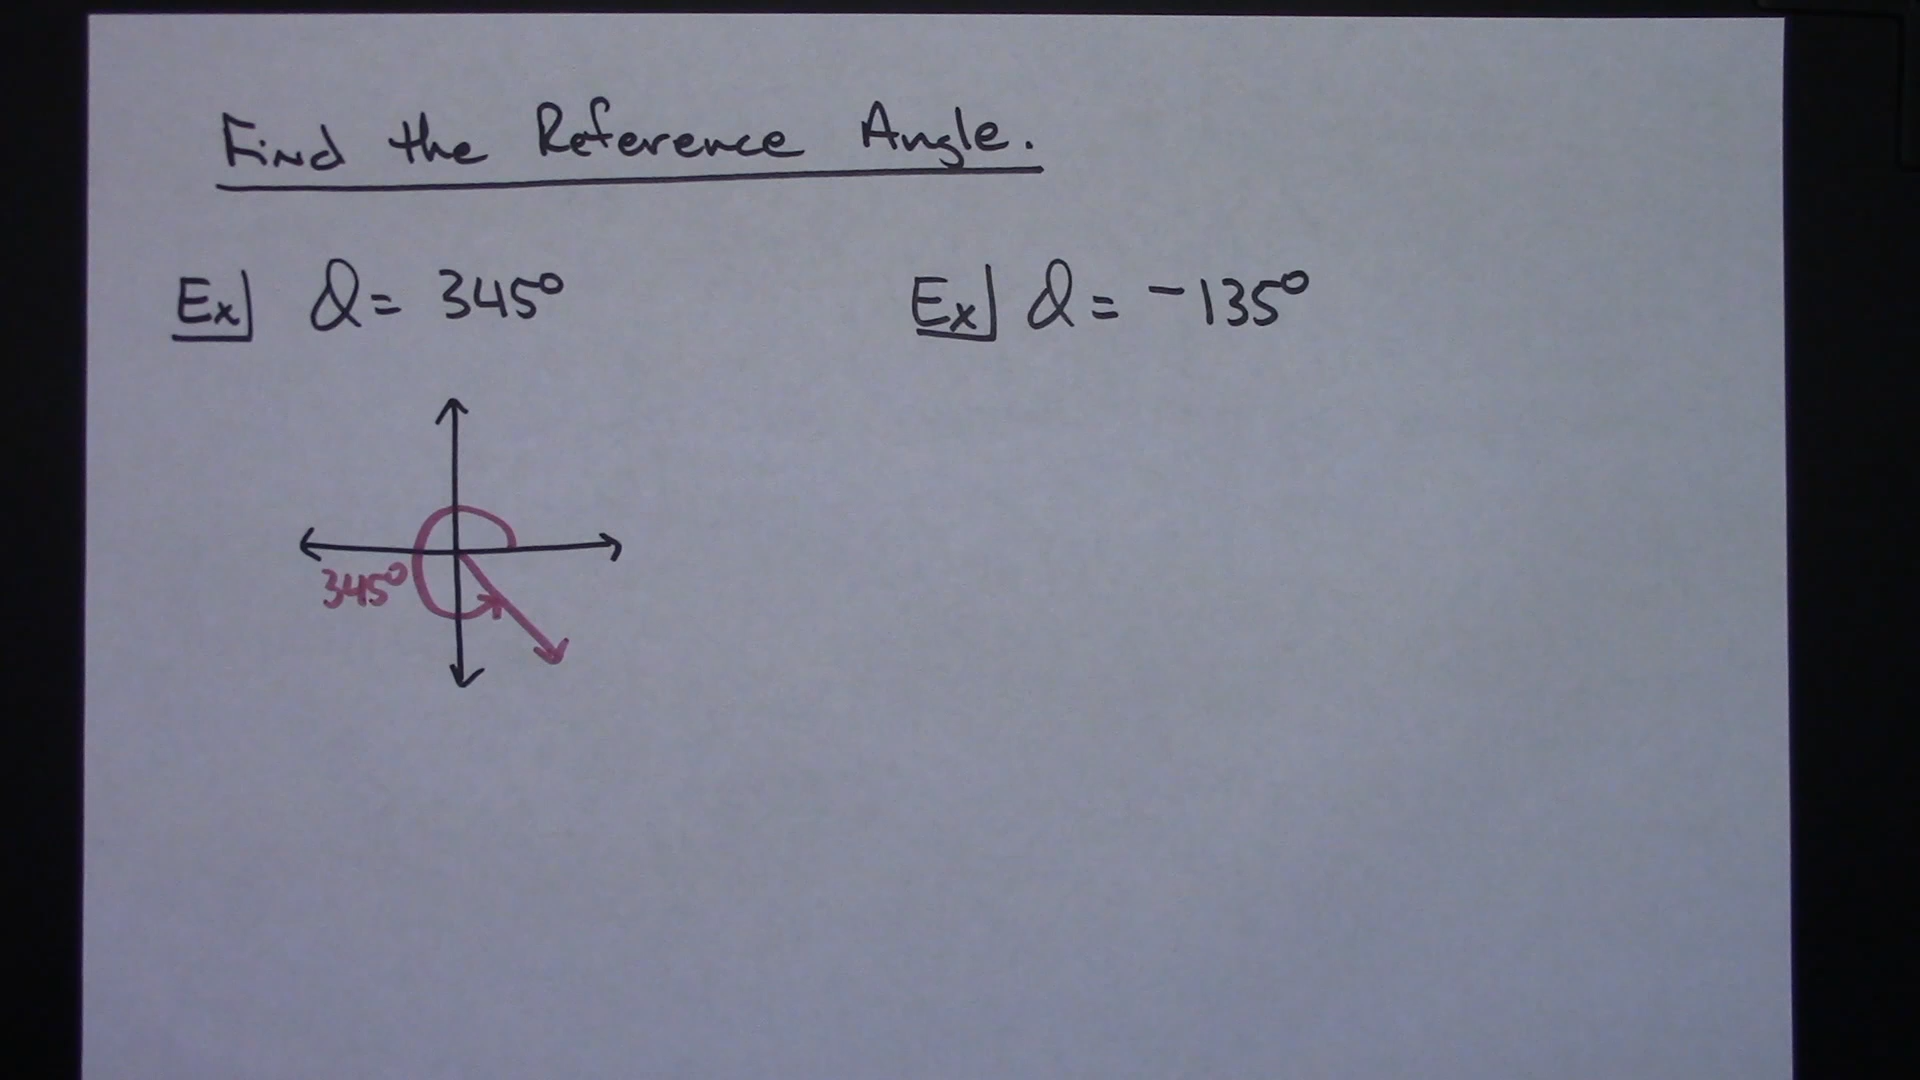 Find the Reference Angle.
Ex] θ = 345°
Ex] θ = -135°
345°